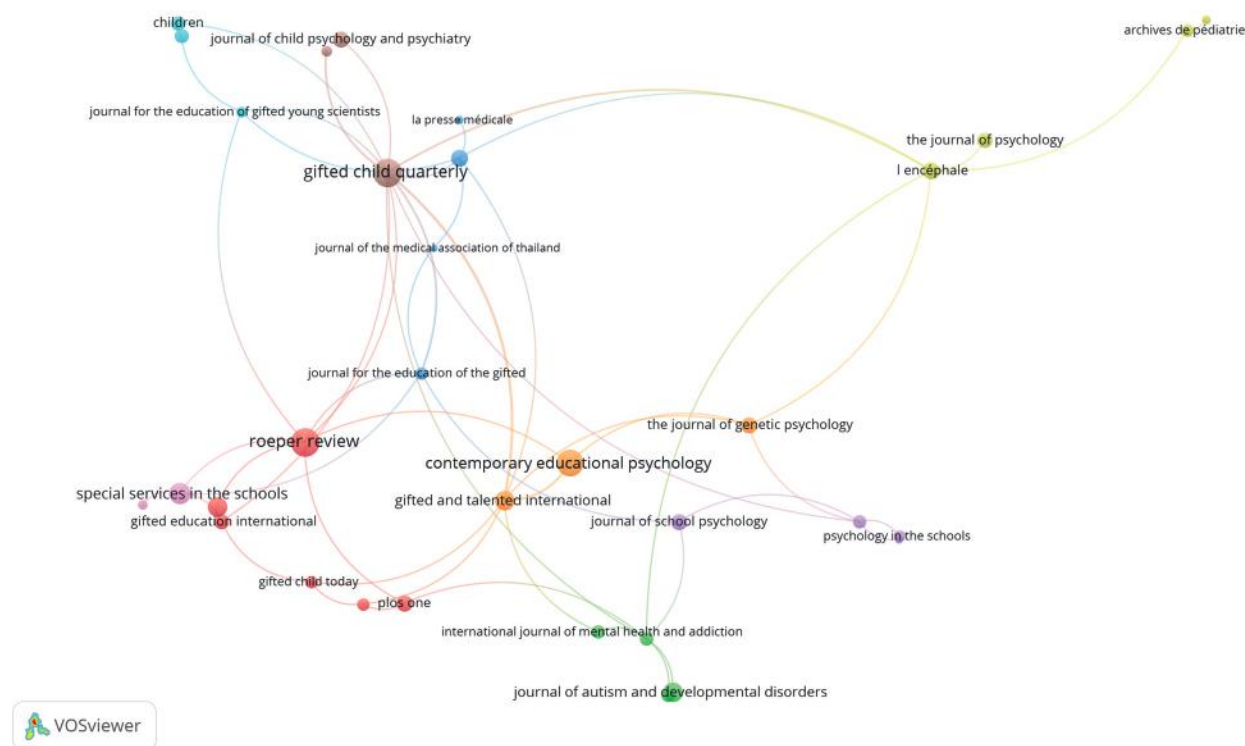 children
journal of child psychology and psychiatry
archives de pédiatrie
journal for the education of gifted young scientists
la presse médicale
the journal of psychology
gifted child quarterly
l encéphale
journal of the medical association of thailand
journal for the education of the gifted
the journal of genetic psychology
roeper review
contemporary educational psychology
special services in the schools
gifted and talented international
gifted education international
journal of school psychology
psychology in the schools
gifted child today
plos one
international journal of mental health and addiction
journal of autism and developmental disorders
VOSviewer